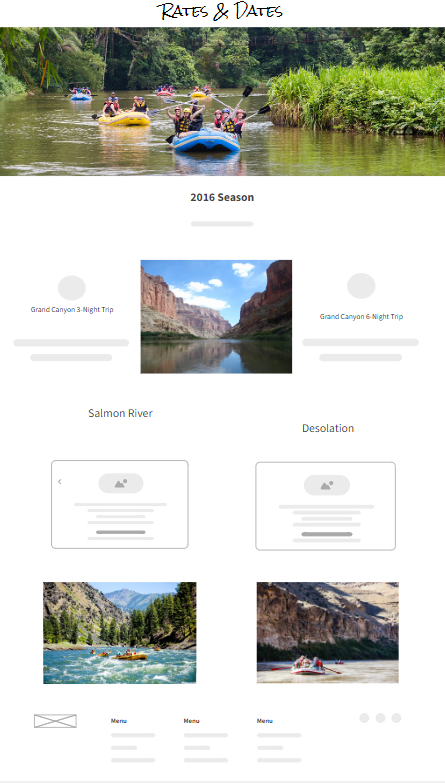 Rates & Dates
2016 Season
Grand Canyon 3-Night Trip
Grand Canyon 6-Night Trip
Salmon River
Desolation
Menu
Menu
Menu